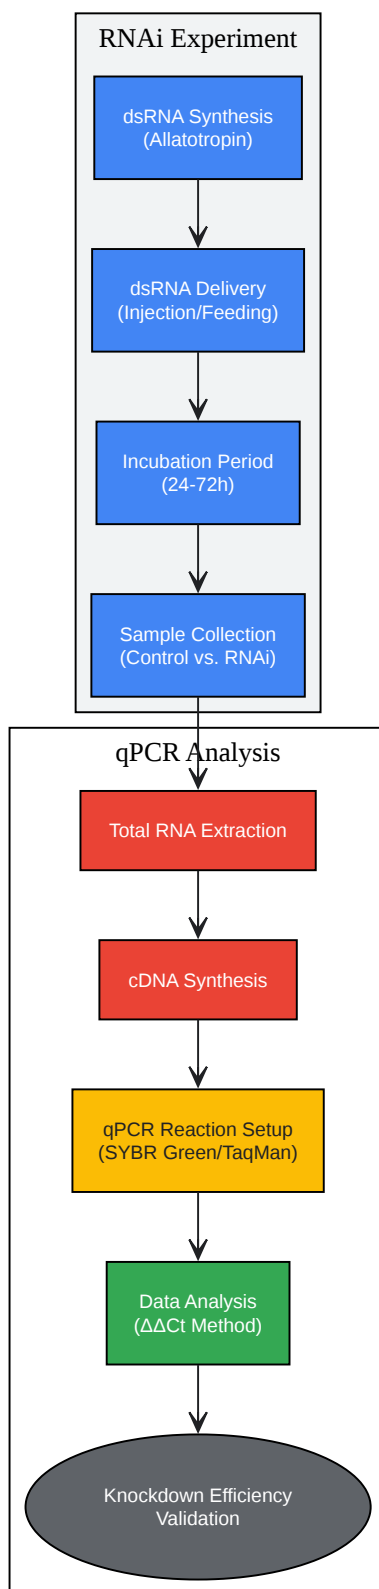 RNAi Experiment
dsRNA Synthesis
(Allatotropin)
dsRNA Delivery
(Injection/Feeding)
Incubation Period
(24-72h)
Sample Collection
(Control vs. RNAi)
qPCR Analysis
Total RNA Extraction
cDNA Synthesis
qPCR Reaction Setup
(SYBR Green/TaqMan)
Data Analysis
(ΔΔCt Method)
Knockdown Efficiency
Validation